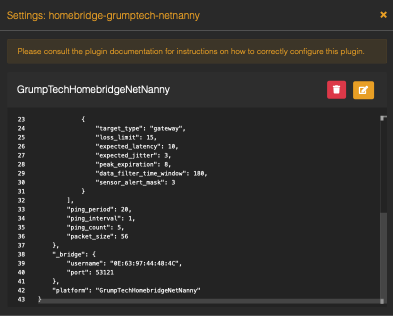 Settings: homebridge-grumptech-netnanny
×
Please consult the plugin documentation for instructions on how to correctly configure this plugin.
GrumpTechHomebridgeNetNanny
23 {
24 "target_type": "gateway",
25 "loss_limit": 15,
26 "expected_latency": 10,
27 "expected_jitter": 3,
28 "peak_expiration": 8,
29 "data_filter_time_window": 180,
30 "sensor_alert_mask": 3
31 }
32 ],
33 "ping_period": 20,
34 "ping_interval": 1,
35 "ping_count": 5,
36 "packet_size": 56
37 },
38 "_bridge": {
39 "username": "0E:63:97:44:48:4C",
40 "port": 53121
41 },
42 "platform": "GrumpTechHomebridgeNetNanny"
43 }